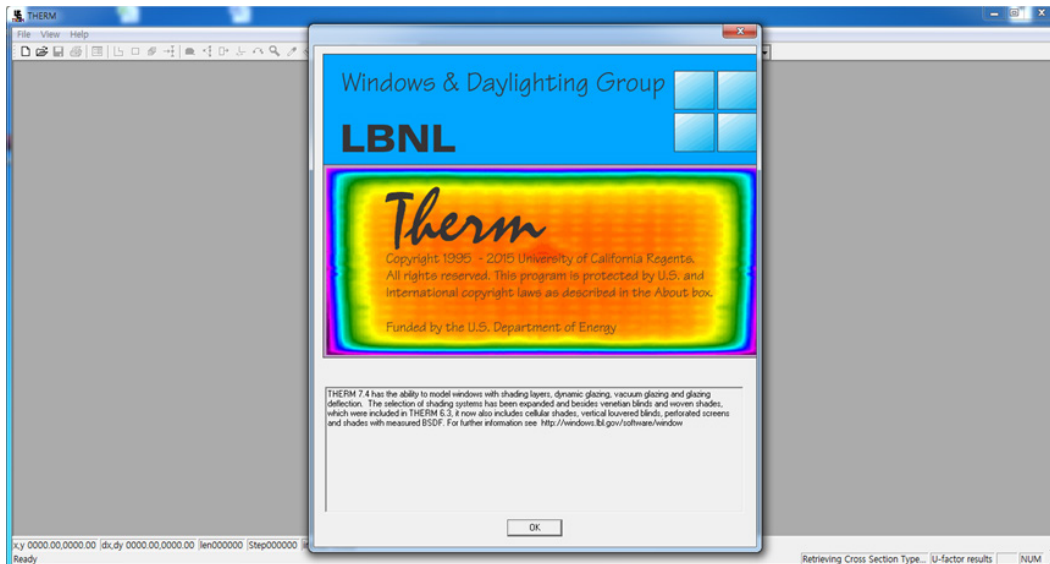 THERM
File View Help
Windows & Daylighting Group
LBNL
Therm
Copyright 1995 - 2015 University of California Regents.
All rights reserved. This program is protected by U.S. and
International copyright laws as described in the About box.
Funded by the U.S. Department of Energy
THERM 7.4 has the ability to model windows with shading layers, dynamic glazing, vacuum glazing and glazing
deflection. The selection of shading systems has been expanded and besides venetian blinds and woven shades,
which were included in THERM 6.3, it now also includes cellular shades, vertical louvered blinds, perforated screens
and shades with measured BSDF. For further information see http://windows.lbl.gov/software/window
OK
x,y 0000.00,0000.00 dx,dy 0000.00,0000.00 len000000 Step000000
Ready Retrieving Cross Section Type... U-factor results NUM